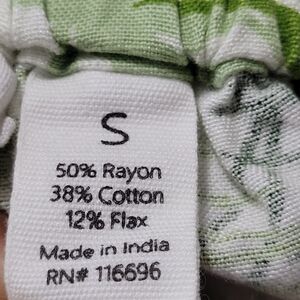 S
50% Rayon
38% Cotton
12% Flax
Made in India
RN# 116696